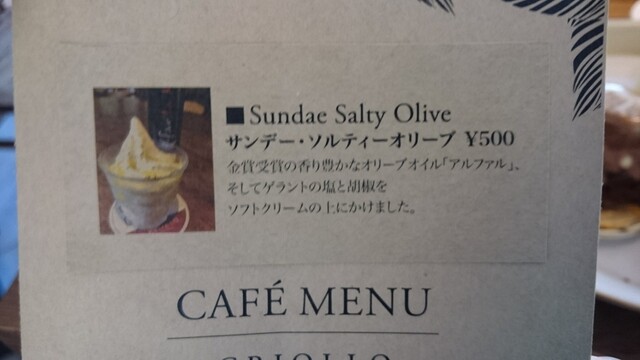 ■ Sundae Salty Olive
サンデー・ソルティーオリーブ ¥500
金賞受賞の香り豊かなオリーブオイル「アルファル」、
そしてゲラントの塩と胡椒を
ソフトクリームの上にかけました。
CAFÉ MENU
CRIOLLO